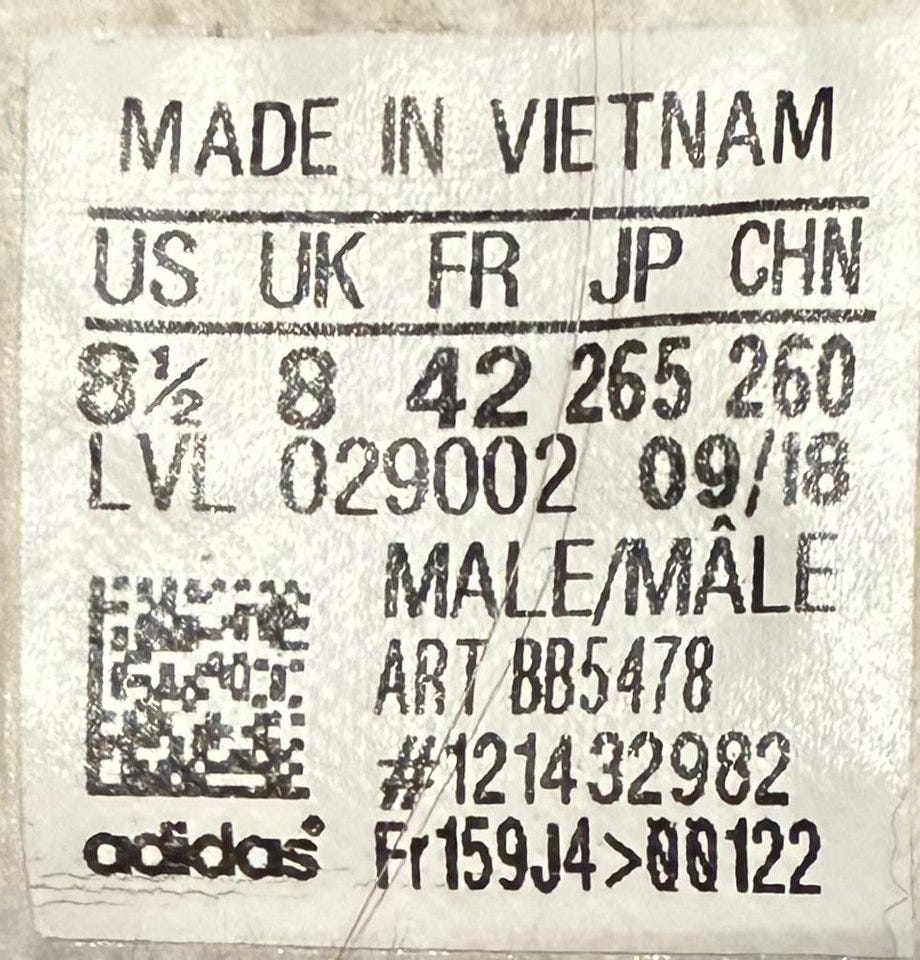 MADE IN VIETNAM
US UK FR JP CHN
8½ 8 42 265 260
LVL 029002 09/18
MALE/MÂLE
ART BB5478
#121432982
adidas® Fr159J4>00122